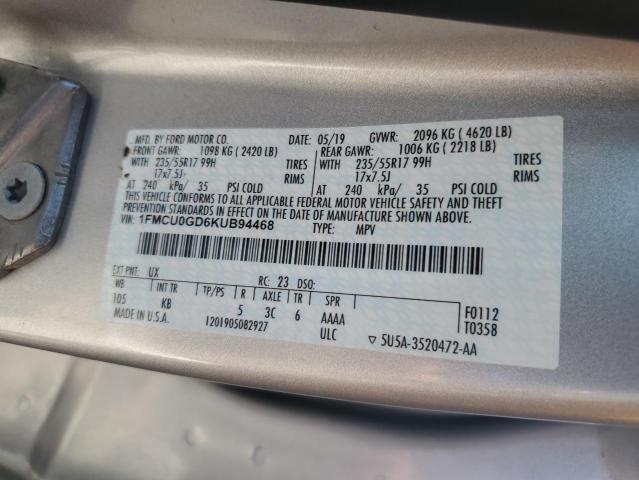 MFD. BY FORD MOTOR CO. DATE: 05/19 GVWR: 2096 KG ( 4620 LB)
FRONT GAWR: 1098 KG ( 2420 LB) REAR GAWR: 1006 KG ( 2218 LB)
WITH 235/55R17 99H TIRES WITH 235/55R17 99H TIRES
17x7.5J- RIMS 17x7.5J RIMS
AT 240 kPa/ 35 PSI COLD AT 240 kPa/ 35 PSI COLD
THIS VEHICLE CONFORMS TO ALL APPLICABLE FEDERAL MOTOR VEHICLE SAFETY AND THEFT
PREVENTION STANDARDS IN EFFECT ON THE DATE OF MANUFACTURE SHOWN ABOVE.
VIN: 1FMCU0GD6KUB94468 TYPE: MPV
EXT PNT: UX RC: 23 DSO:
WB INT TR TP/PS R AXLE TR SPR
105 KB 5 3C 6 AAAA F0112
MADE IN U.S.A. 1201905082927 ULC T0358
▽ 5U5A-3520472-AA